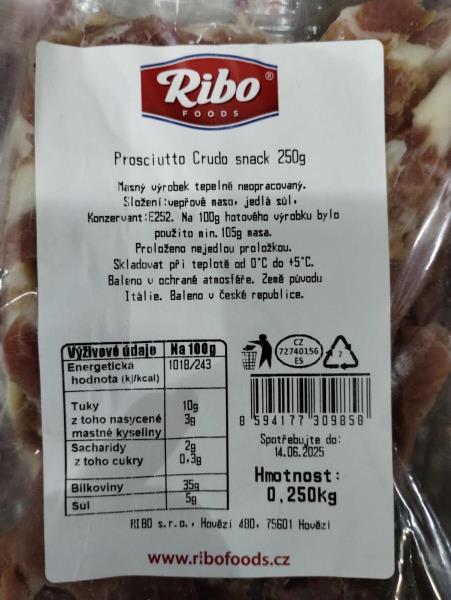 Ribo®
FOODS
Prosciutto Crudo snack 250g
Masný výrobek tepelně neopracovaný.
Složení:vepřové maso, jedlá sůl,
Konzervant:E252. Na 100g hotového výrobku bylo
použito min. 105g masa.
Proloženo nejedlou proložkou.
Skladovat při teplotě od 0°C do +5°C.
Baleno v ochrané atmosféře. Země původu
Itálie. Baleno v České republice.
Výživové údaje Na 100g
Energetická 1018/243
hodnota (kj/kcal)
Tuky 10g
z toho nasycené 3g
mastné kyseliny
Sacharidy 2g
z toho cukry 0,3g
Bílkoviny 35g
Sůl 5g
CZ
72740156
ES
7
8 594177 309858
Spotřebujte do:
14.06.2025
Hmotnost:
0,250kg
RIBO s.r.o., Hovězí 480, 75601 Hovězí
www.ribofoods.cz